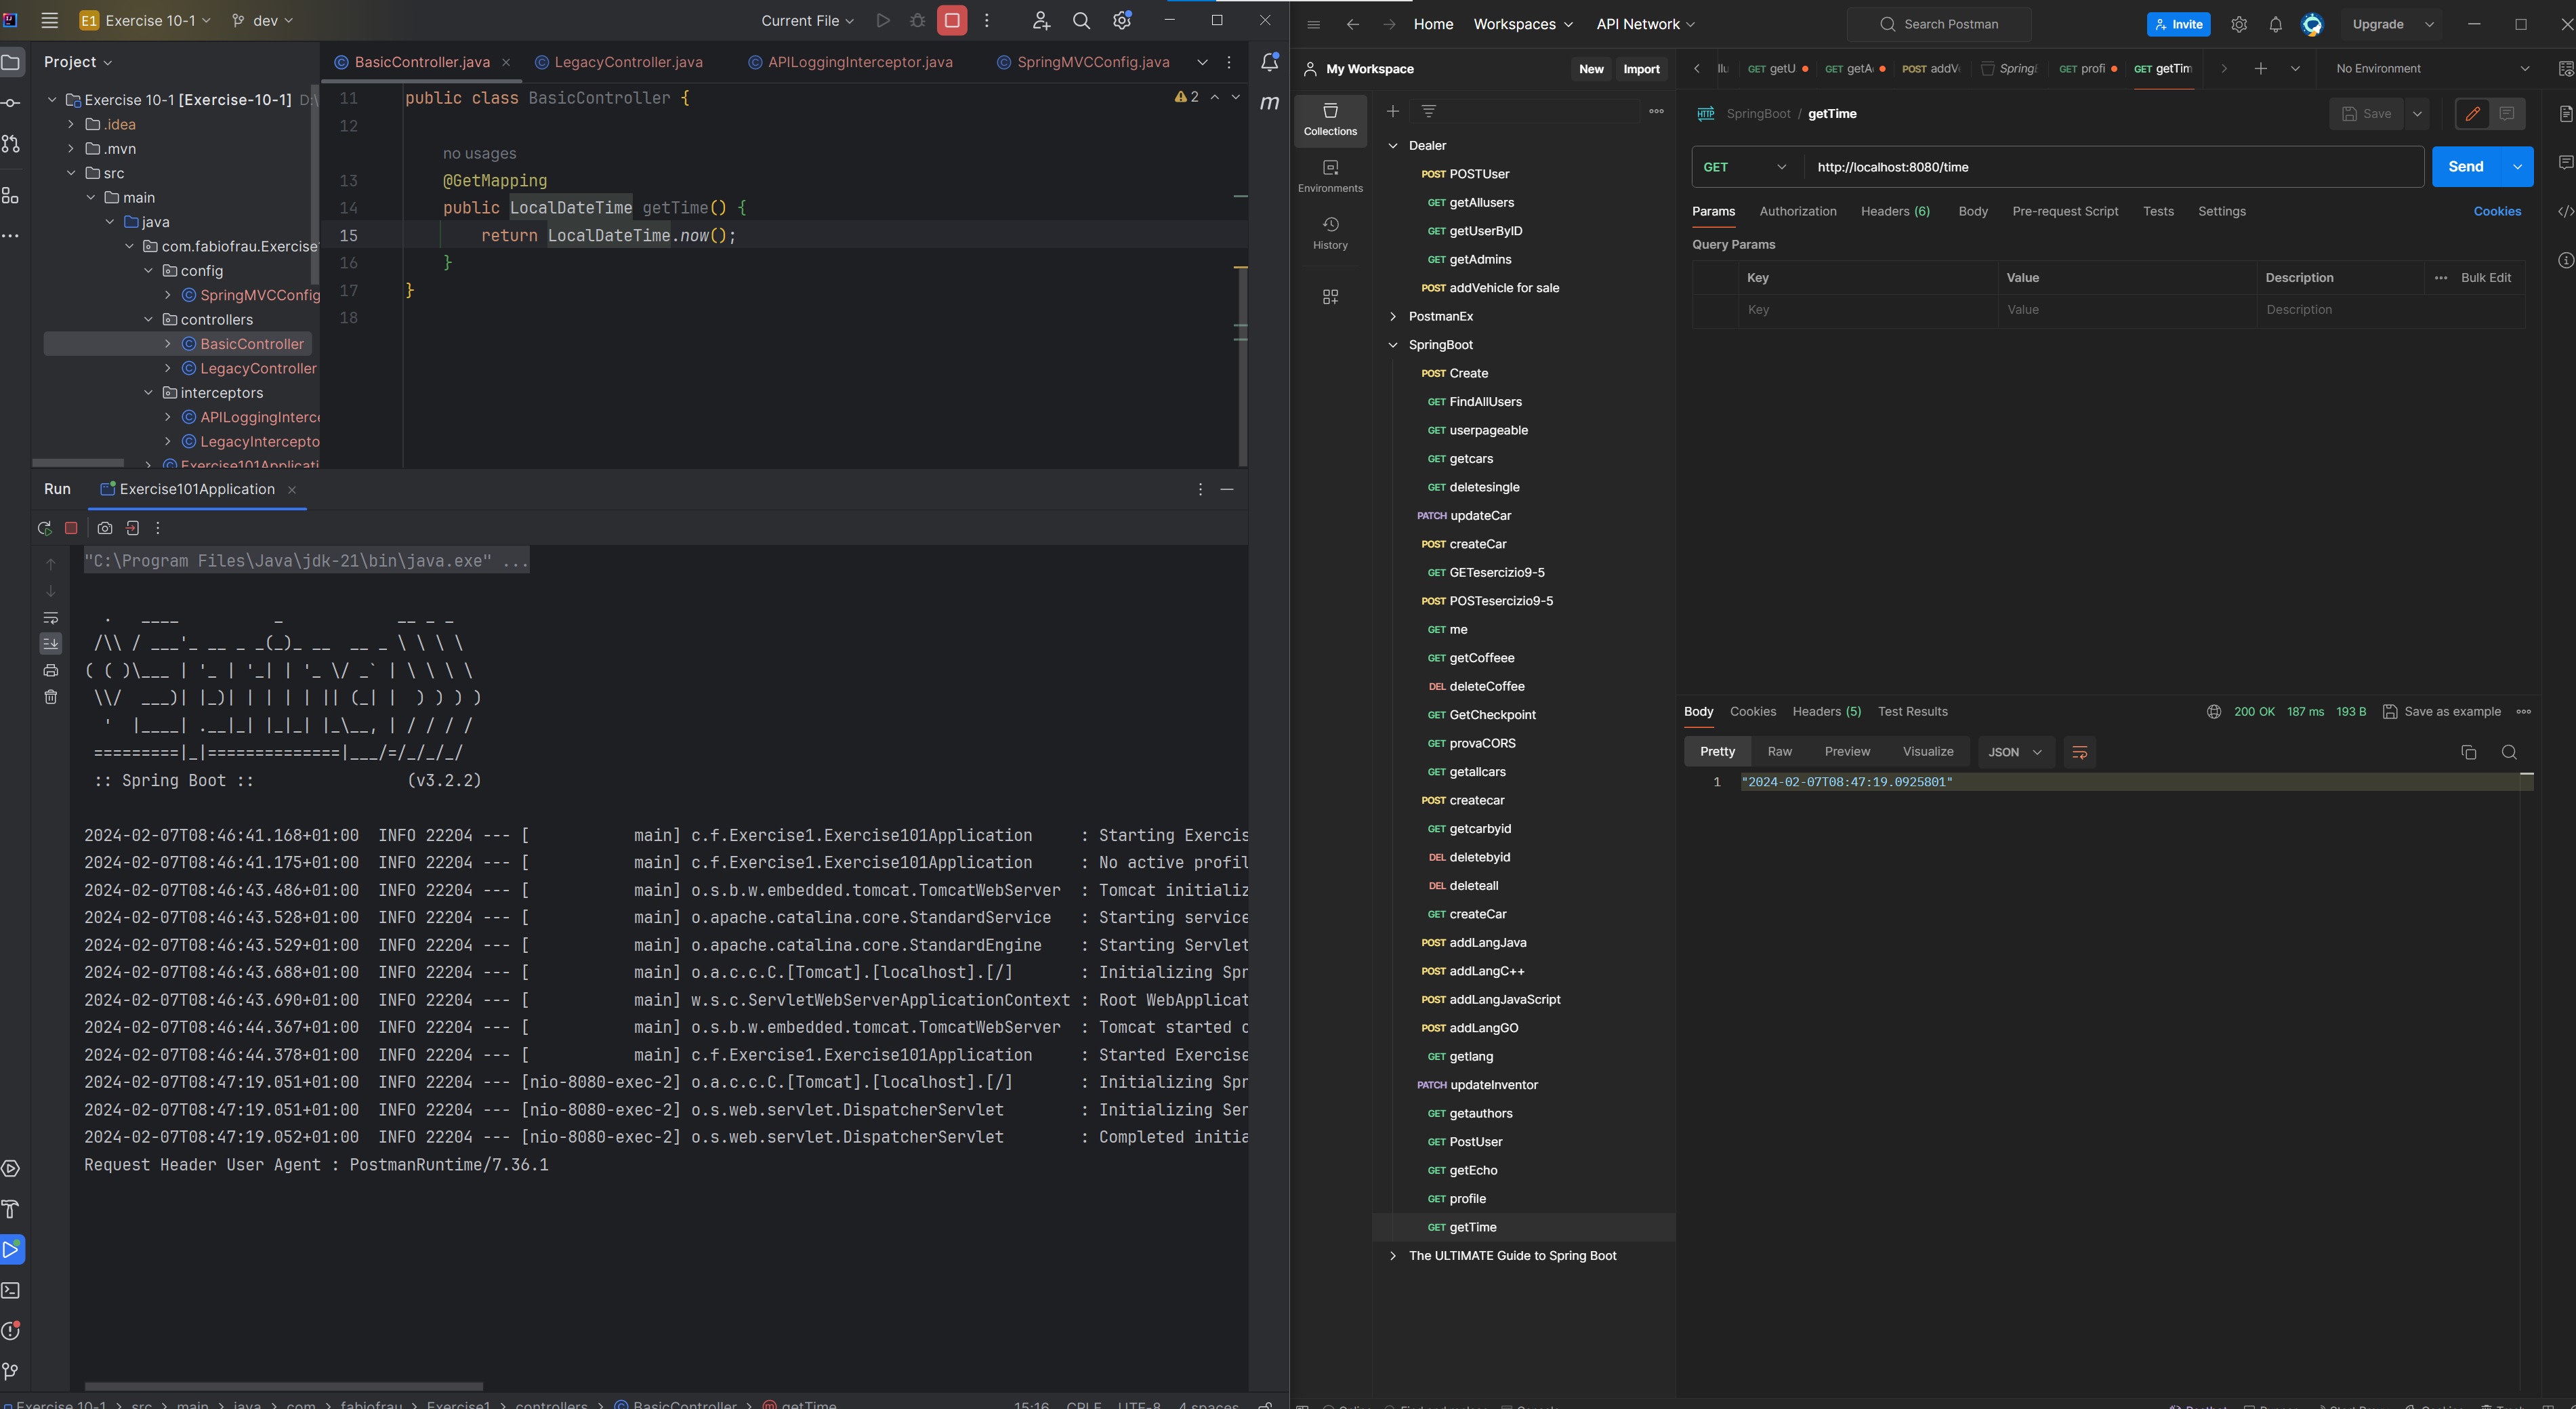 E1 Exercise 10-1 dev Current File
Project
Exercise 10-1 [Exercise-10-1] D:\
.idea
.mvn
src
main
java
com.fabiofrau.Exercise
config
SpringMVCConfig
controllers
BasicController
LegacyController
interceptors
APILoggingInterce
LegacyIntercepto
Exercise101Applicati
BasicController.java LegacyController.java APILoggingInterceptor.java SpringMVCConfig.java
11 public class BasicController {
2
12
no usages
13 @GetMapping
14 public LocalDateTime getTime() {
15 return LocalDateTime.now();
16 }
17 }
18
m
Run Exercise101Application
"C:\Program Files\Java\jdk-21\bin\java.exe" ...
  .   ____          _            __ _ _
 /\\ / ___'_ __ _ _(_)_ __  __ _ \ \ \ \
( ( )\___ | '_ | '_| | '_ \/ _` | \ \ \ \
 \\/  ___)| |_)| | | | | || (_| |  ) ) ) )
  '  |____| .__|_| |_|_| |_\__, | / / / /
 =========|_|==============|___/=/_/_/_/
:: Spring Boot :: (v3.2.2)
2024-02-07T08:46:41.168+01:00 INFO 22204 --- [ main] c.f.Exercise1.Exercise101Application : Starting Exercis
2024-02-07T08:46:41.175+01:00 INFO 22204 --- [ main] c.f.Exercise1.Exercise101Application : No active profil
2024-02-07T08:46:43.486+01:00 INFO 22204 --- [ main] o.s.b.w.embedded.tomcat.TomcatWebServer : Tomcat initializ
2024-02-07T08:46:43.528+01:00 INFO 22204 --- [ main] o.apache.catalina.core.StandardService : Starting service
2024-02-07T08:46:43.529+01:00 INFO 22204 --- [ main] o.apache.catalina.core.StandardEngine : Starting Servlet
2024-02-07T08:46:43.688+01:00 INFO 22204 --- [ main] o.a.c.c.C.[Tomcat].[localhost].[/] : Initializing Spr
2024-02-07T08:46:43.690+01:00 INFO 22204 --- [ main] w.s.c.ServletWebServerApplicationContext : Root WebApplicat
2024-02-07T08:46:44.367+01:00 INFO 22204 --- [ main] o.s.b.w.embedded.tomcat.TomcatWebServer : Tomcat started o
2024-02-07T08:46:44.378+01:00 INFO 22204 --- [ main] c.f.Exercise1.Exercise101Application : Started Exercise
2024-02-07T08:47:19.051+01:00 INFO 22204 --- [nio-8080-exec-2] o.a.c.c.C.[Tomcat].[localhost].[/] : Initializing Spr
2024-02-07T08:47:19.051+01:00 INFO 22204 --- [nio-8080-exec-2] o.s.web.servlet.DispatcherServlet : Initializing Ser
2024-02-07T08:47:19.052+01:00 INFO 22204 --- [nio-8080-exec-2] o.s.web.servlet.DispatcherServlet : Completed initia
Request Header User Agent : PostmanRuntime/7.36.1
Exercise 10-1 > src > main > java > com > fabiofrau > Exercise1 > controllers > BasicController > getTime 15:16 CRLF UTF-8 4 spaces
Home Workspaces API Network Search Postman Invite Upgrade
My Workspace New Import
Collections
Environments
History
Dealer
POST POSTUser
GET getAllusers
GET getUserByID
GET getAdmins
POST addVehicle for sale
PostmanEx
SpringBoot
POST Create
GET FindAllUsers
GET userpageable
GET getcars
GET deletesingle
PATCH updateCar
POST createCar
GET GETesercizio9-5
POST POSTesercizio9-5
GET me
GET getCoffeee
DEL deleteCoffee
GET GetCheckpoint
GET provaCORS
GET getallcars
POST createcar
GET getcarbyid
DEL deletebyid
DEL deleteall
GET createCar
POST addLangJava
POST addLangC++
POST addLangJavaScript
POST addLangGO
GET getlang
PATCH updateInventor
GET getauthors
GET PostUser
GET getEcho
GET profile
GET getTime
The ULTIMATE Guide to Spring Boot
GET getU GET getA POST addV Spring GET profi GET getTim No Environment
HTTP SpringBoot / getTime Save
GET http://localhost:8080/time Send
Params Authorization Headers (6) Body Pre-request Script Tests Settings Cookies
Query Params
Key Value Description Bulk Edit
Key Value Description
Body Cookies Headers (5) Test Results 200 OK 187 ms 193 B Save as example
Pretty Raw Preview Visualize JSON
1 "2024-02-07T08:47:19.0925801"